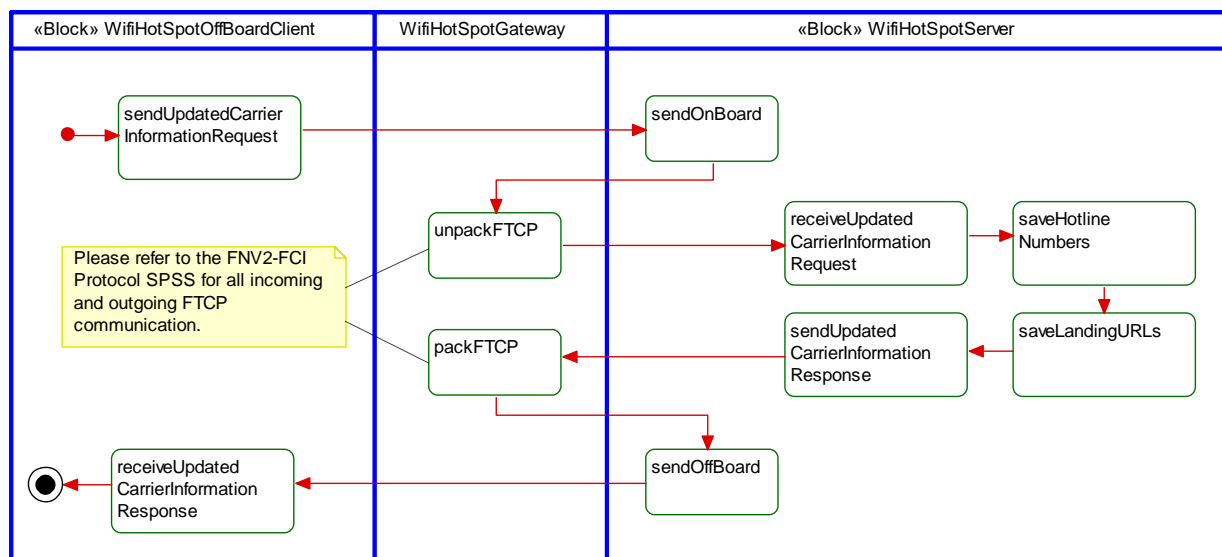 «Block» WifiHotSpotOffBoardClient
WifiHotSpotGateway
«Block» WifiHotSpotServer
sendUpdatedCarrier
InformationRequest
sendOnBoard
unpackFTCP
receiveUpdated
CarrierInformation
Request
saveHotline
Numbers
Please refer to the FNV2-FCI
Protocol SPSS for all incoming
and outgoing FTCP
communication.
packFTCP
sendUpdated
CarrierInformation
Response
saveLandingURLs
receiveUpdated
CarrierInformation
Response
sendOffBoard